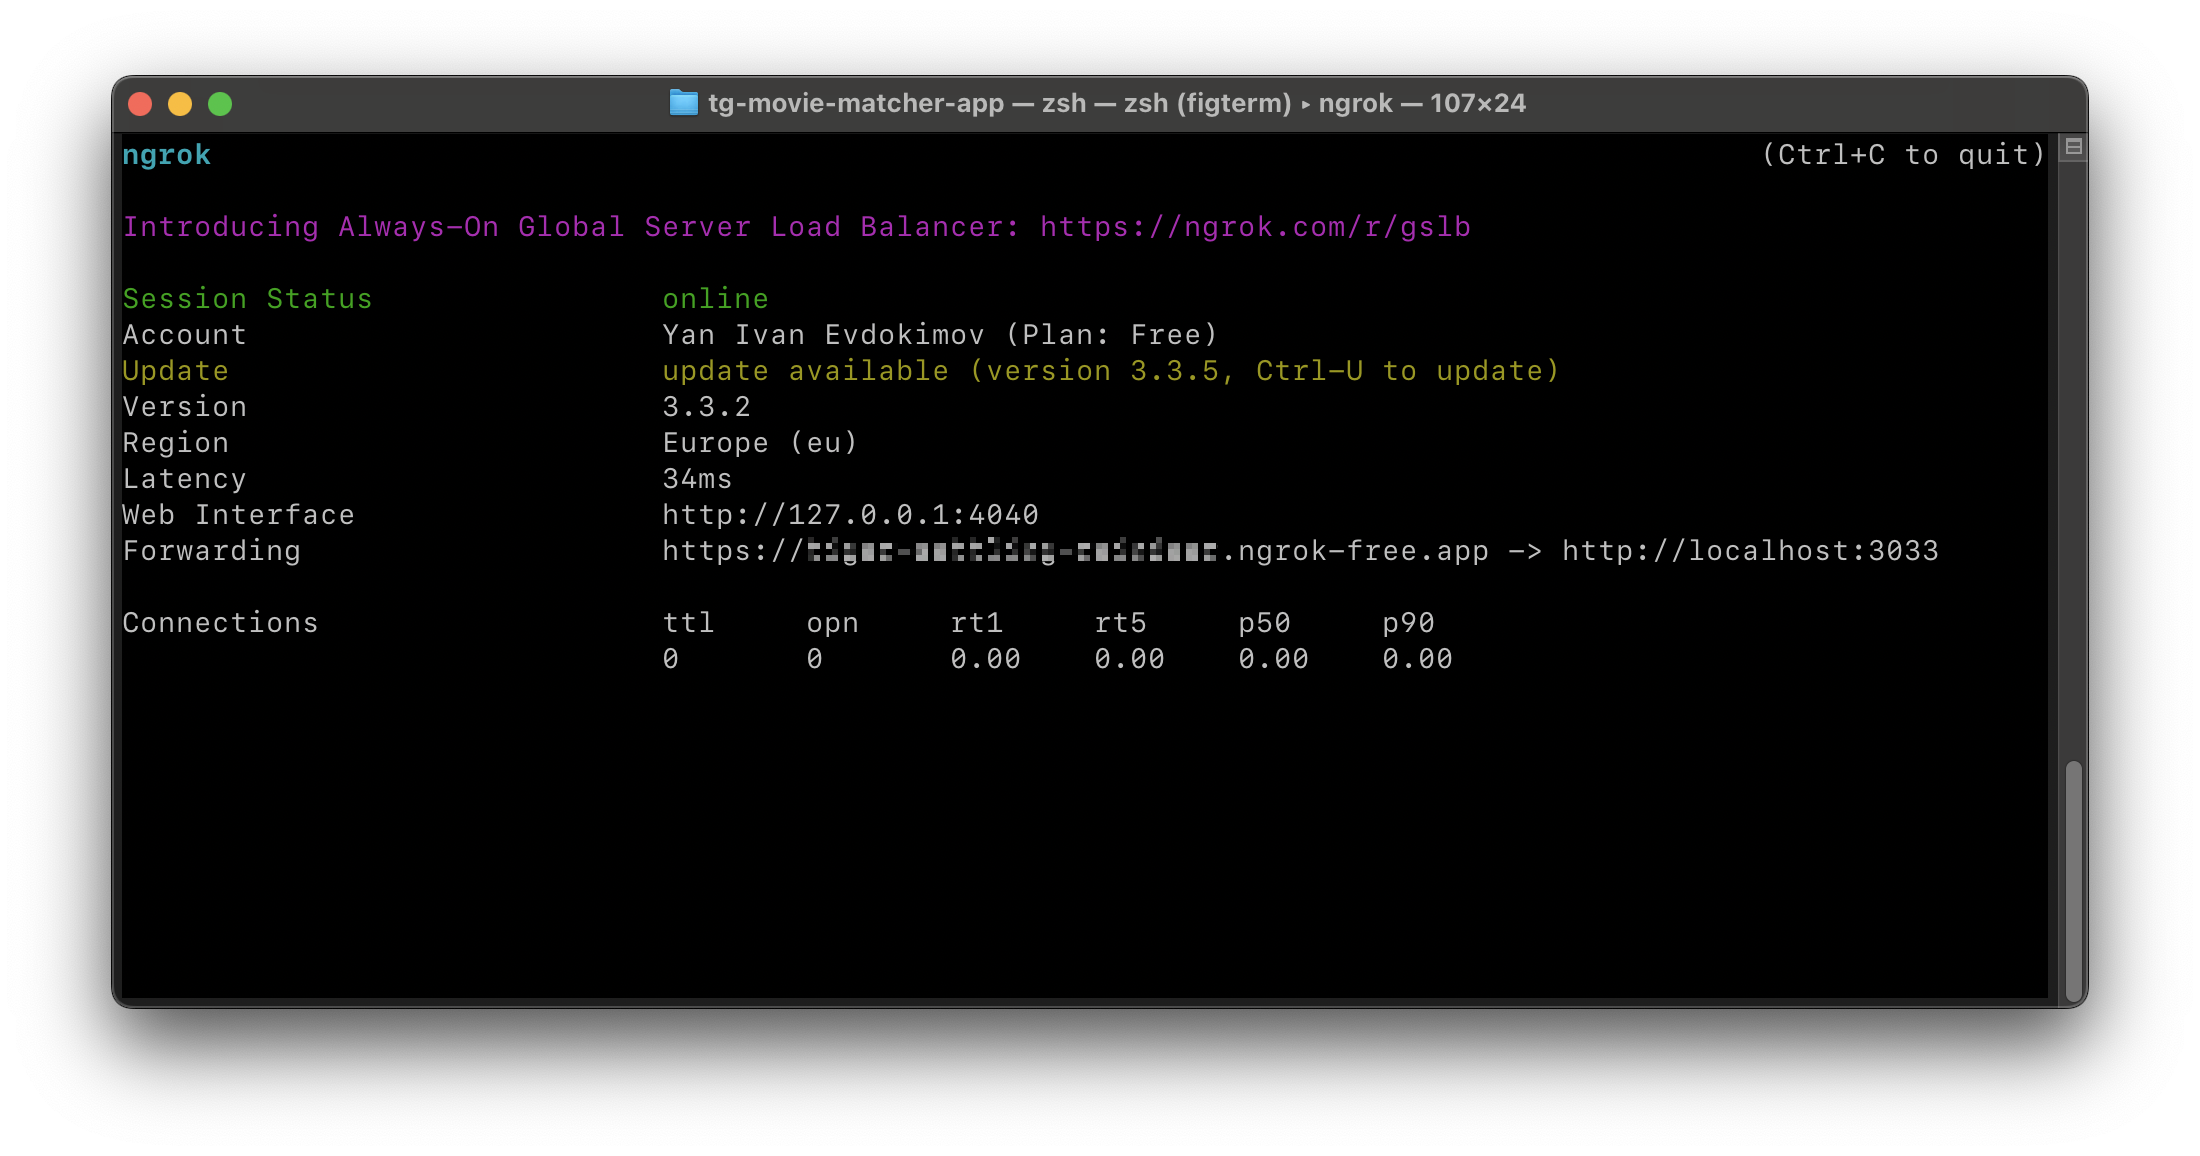 tg-movie-matcher-app — zsh — zsh (figterm) ▸ ngrok — 107×24
ngrok (Ctrl+C to quit)
Introducing Always-On Global Server Load Balancer: https://ngrok.com/r/gslb
Session Status online
Account Yan Ivan Evdokimov (Plan: Free)
Update update available (version 3.3.5, Ctrl-U to update)
Version 3.3.2
Region Europe (eu)
Latency 34ms
Web Interface http://127.0.0.1:4040
Forwarding https:// .ngrok-free.app -> http://localhost:3033
Connections ttl opn rt1 rt5 p50 p90
0 0 0.00 0.00 0.00 0.00